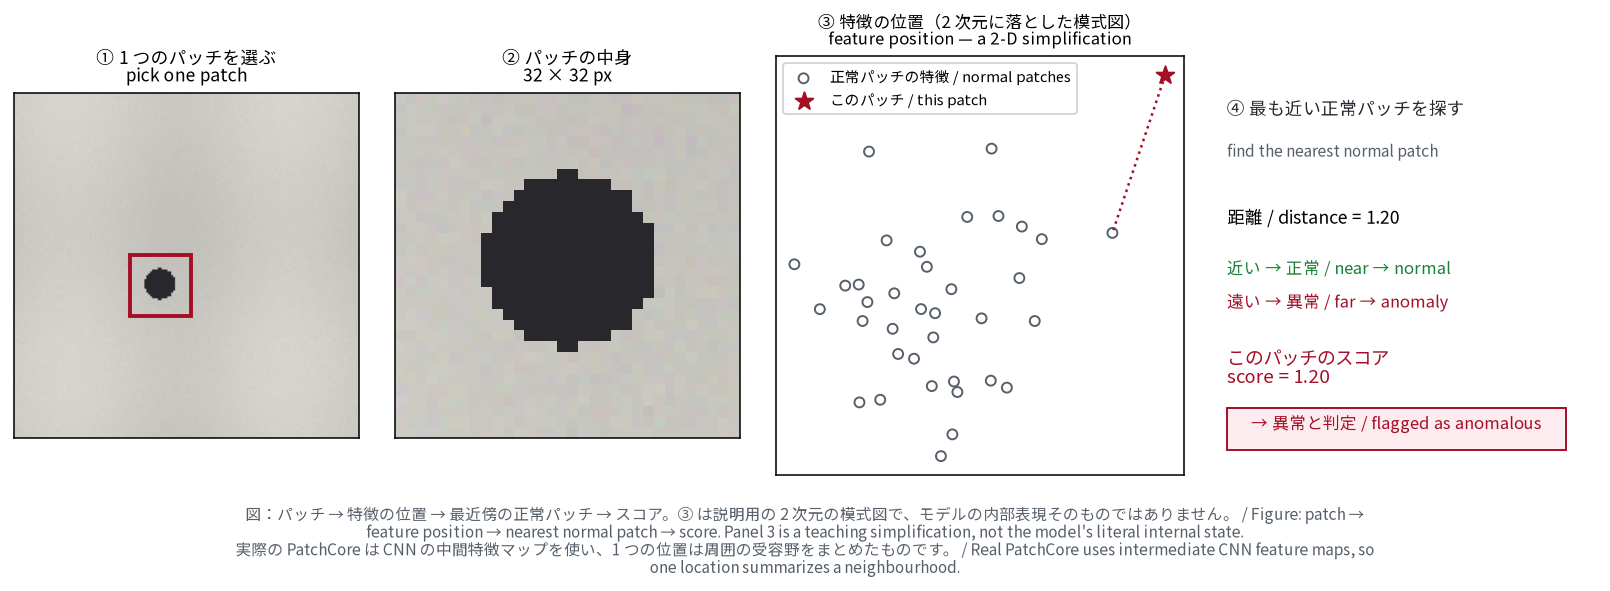 ① 1 つのパッチを選ぶ
pick one patch
② パッチの中身
32 × 32 px
③ 特徴の位置（2 次元に落とした模式図）
feature position — a 2-D simplification
正常パッチの特徴 / normal patches
このパッチ / this patch
④ 最も近い正常パッチを探す
find the nearest normal patch
距離 / distance = 1.20
近い → 正常 / near → normal
遠い → 異常 / far → anomaly
このパッチのスコア
score = 1.20
→ 異常と判定 / flagged as anomalous
図：パッチ → 特徴の位置 → 最近傍の正常パッチ → スコア。③ は説明用の 2 次元の模式図で、モデルの内部表現そのものではありません。 / Figure: patch →
feature position → nearest normal patch → score. Panel 3 is a teaching simplification, not the model's literal internal state.
実際の PatchCore は CNN の中間特徴マップを使い、1 つの位置は周囲の受容野をまとめたものです。 / Real PatchCore uses intermediate CNN feature maps, so
one location summarizes a neighbourhood.